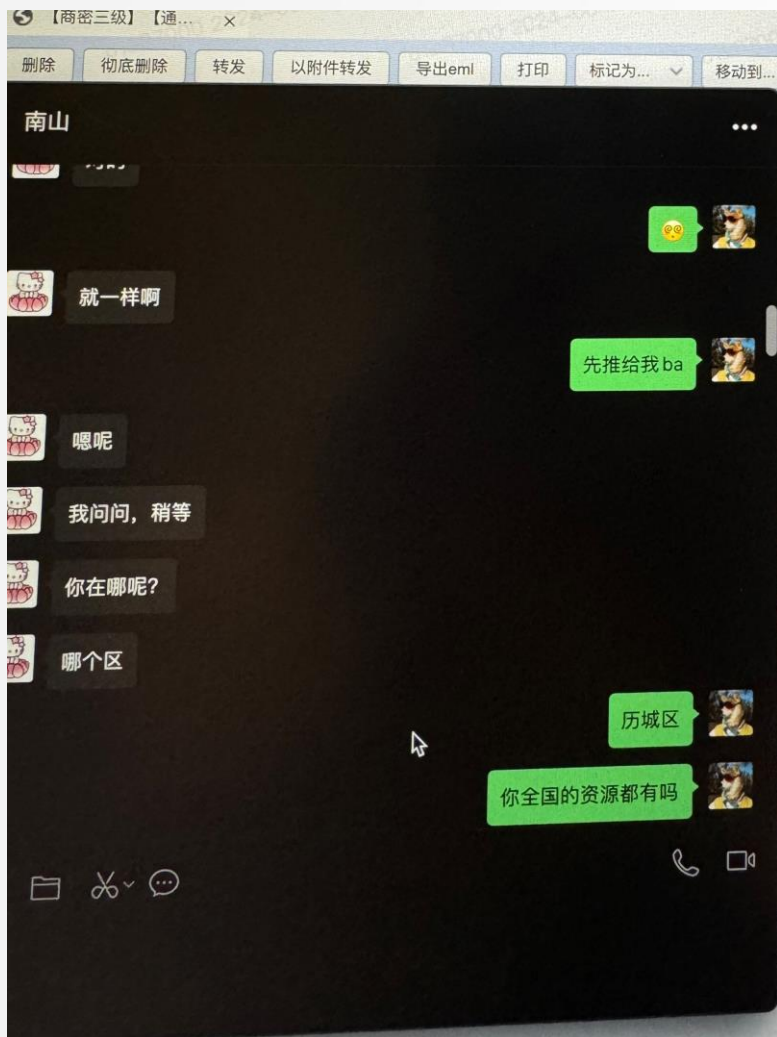 【商密三级】【通...
删除 彻底删除 转发 以附件转发 导出eml 打印 标记为... 移动到...
南山
就一样啊
先推给我ba
嗯呢
我问问，稍等
你在哪呢？
哪个区
历城区
你全国的资源都有吗